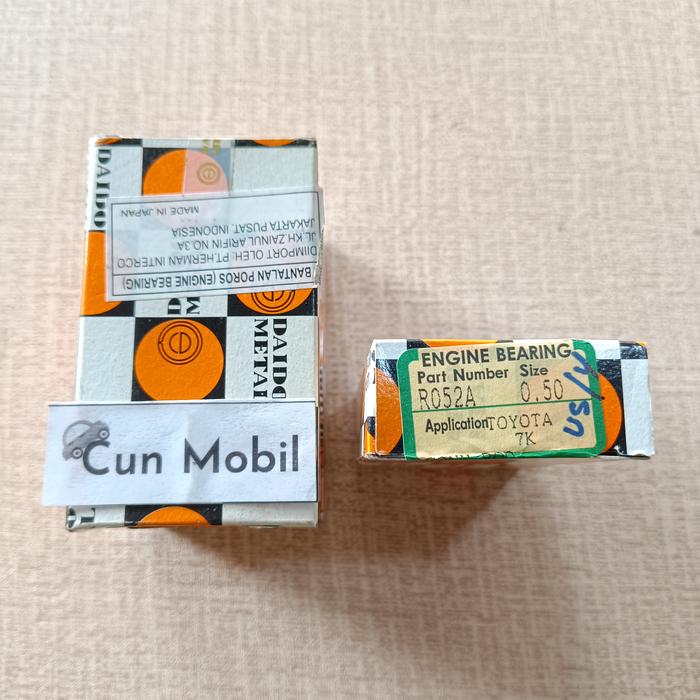 DAIDO
BANTALAN POROS (ENGINE BEARING)
DIIMPORT OLEH. PT.HERMAN INTERCO
JL.KH.ZAINUL ARIFIN NO.3A
JAKARTA PUSAT. INDONESIA
MADE IN JAPAN
DAIDO
METAL
Cun Mobil
ENGINE BEARING
Part Number Size
R052A 0.50
Application TOYOTA
7K